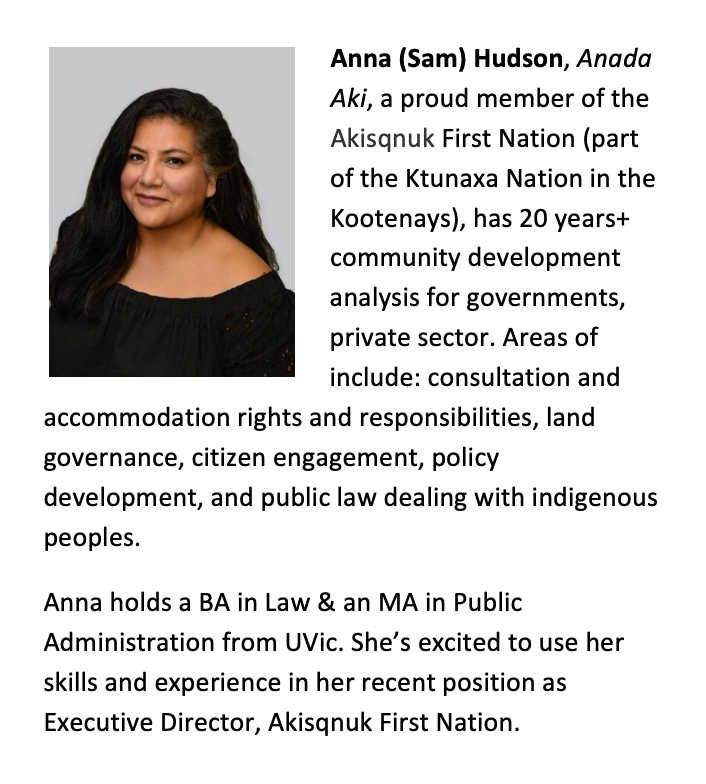 Anna (Sam) Hudson, Anada
Aki, a proud member of the
Akisqnuk First Nation (part
of the Ktunaxa Nation in the
Kootenays), has 20 years+
community development
analysis for governments,
private sector. Areas of
include: consultation and
accommodation rights and responsibilities, land
governance, citizen engagement, policy
development, and public law dealing with indigenous
peoples.
Anna holds a BA in Law & an MA in Public
Administration from UVic. She’s excited to use her
skills and experience in her recent position as
Executive Director, Akisqnuk First Nation.